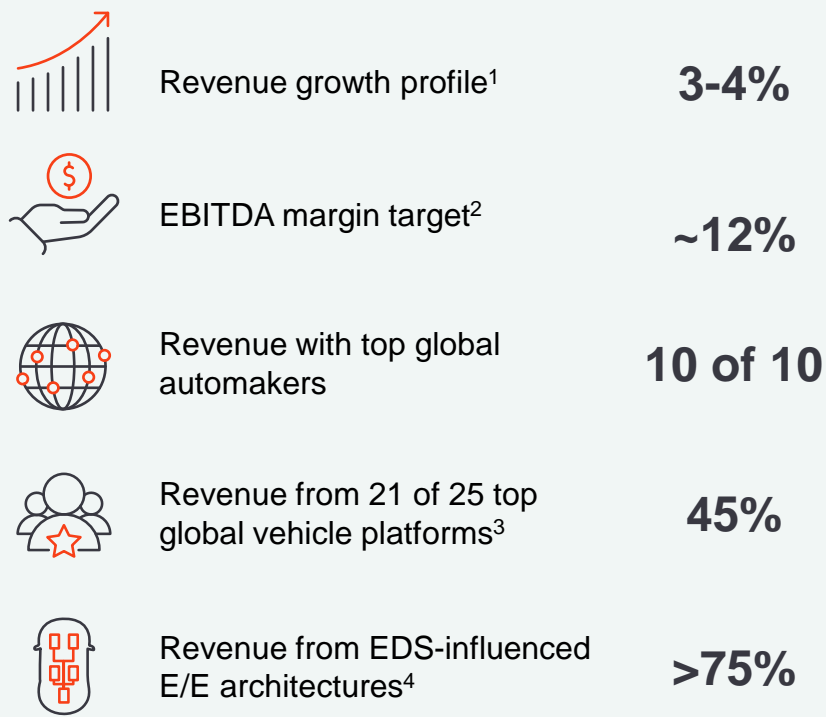 Revenue growth profile¹ 3-4%
$
EBITDA margin target² ~12%
Revenue with top global
automakers
10 of 10
Revenue from 21 of 25 top
global vehicle platforms³
45%
Revenue from EDS-influenced
E/E architectures⁴
>75%